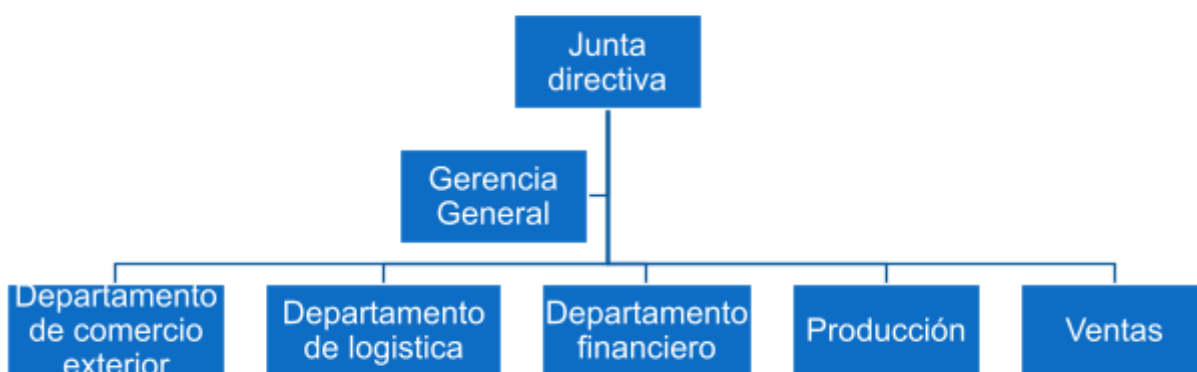 Junta
directiva
Gerencia
General
Departamento
de comercio
exterior
Departamento
de logistica
Departamento
financiero
Producción
Ventas